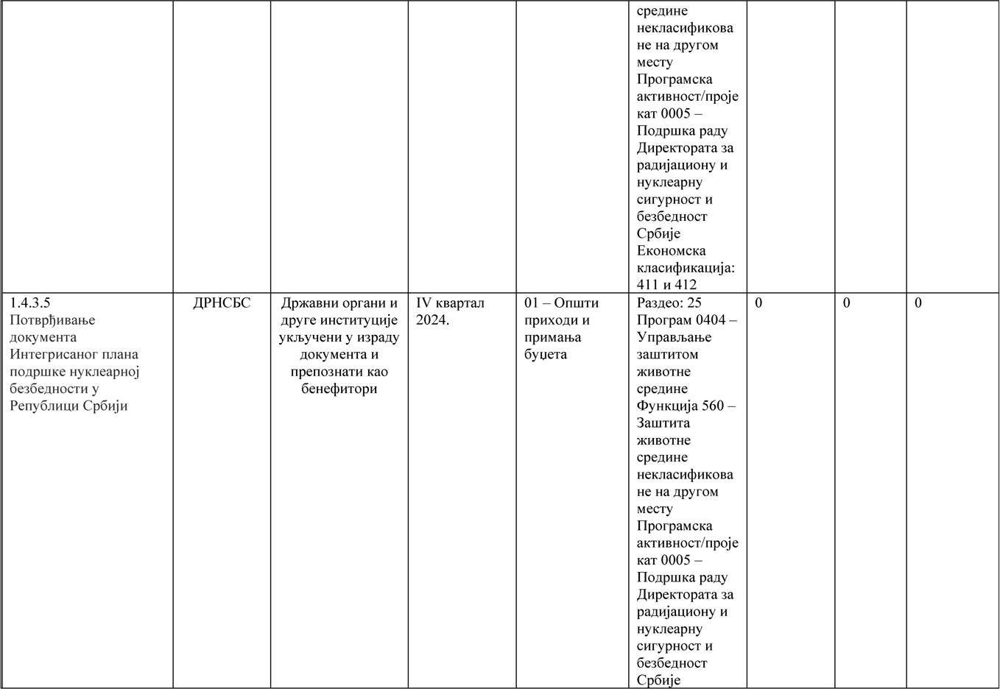 средине
некласификова
не на другом
месту
Програмска
активност/проје
кат 0005 –
Подршка раду
Директората за
радијациону и
нуклеарну
сигурност и
безбедност
Србије
Економска
класификација:
411 и 412
1.4.3.5
Потврђивање
документа
Интегрисаног плана
подршке нуклеарној
безбедности у
Републици Србији
ДРНСБС
Државни органи и
друге институције
укључени у израду
документа и
препознати као
бенефитори
IV квартал
2024.
01 – Општи
приходи и
примања
буџета
Раздео: 25
Програм 0404 –
Управљање
заштитом
животне
средине
Функција 560 –
Заштита
животне
средине
некласификова
не на другом
месту
Програмска
активност/проје
кат 0005 –
Подршка раду
Директората за
радијациону и
нуклеарну
сигурност и
безбедност
Србије
0
0
0